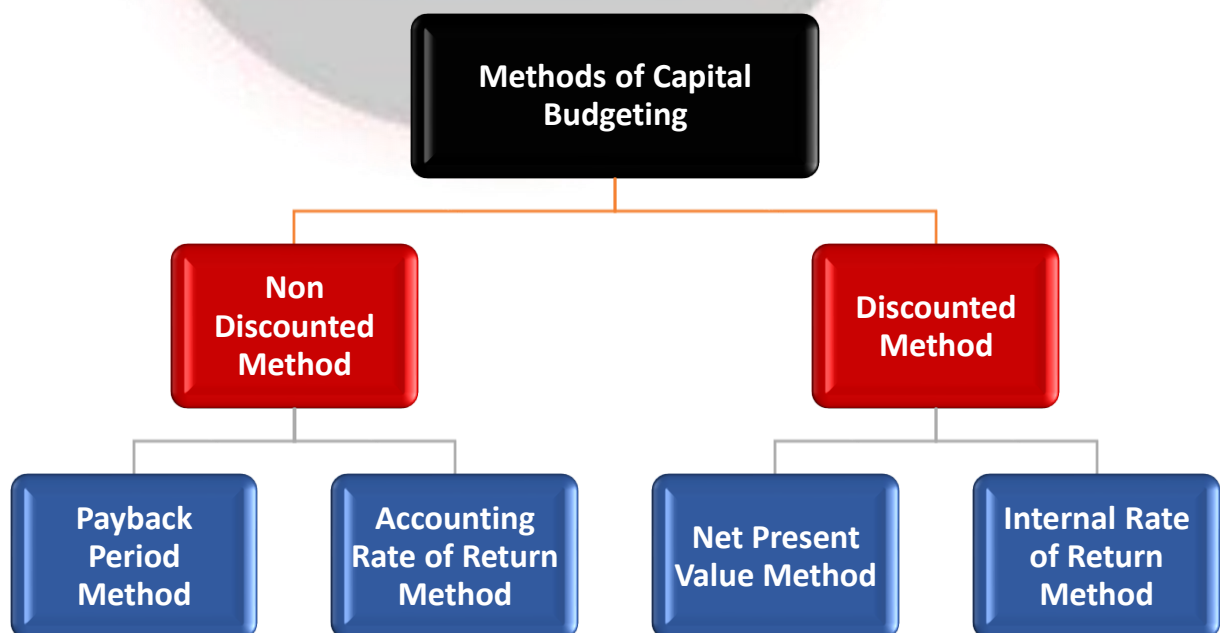 Methods of Capital
Budgeting
Non
Discounted
Method
Discounted
Method
Payback
Period
Method
Accounting
Rate of Return
Method
Net Present
Value Method
Internal Rate
of Return
Method